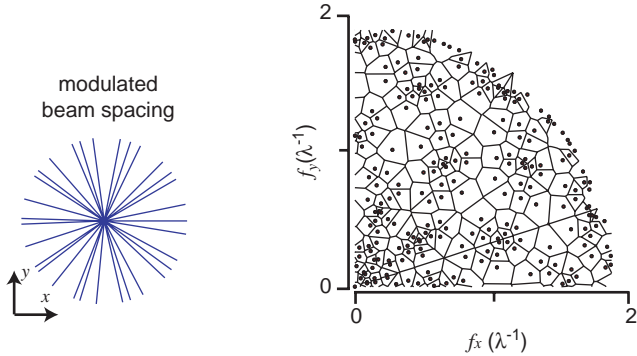 modulated
beam spacing
y
x
2
1
0
fy(λ-1)
0
1
2
fx (λ-1)